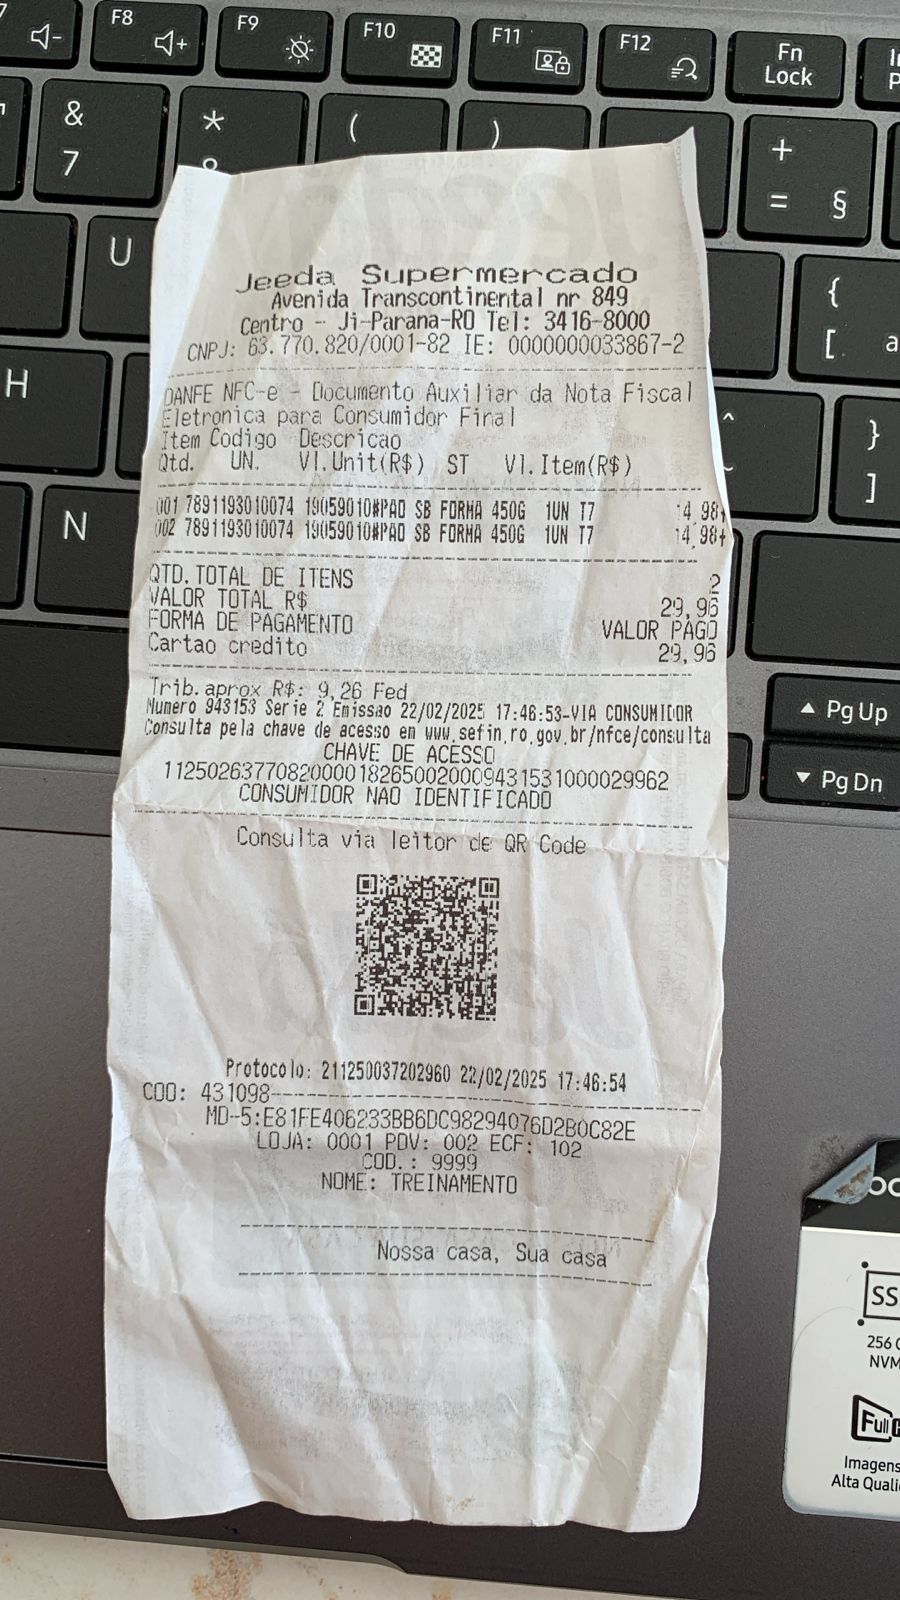 F8
F9
F10
F11
F12
Fn
Lock
&
7
*
(
)
+
=
§
U
{
[
H
}
]
N
Jeeda Supermercado
Avenida Transcontinental nr 849
Centro - Ji-Parana-RO Tel: 3416-8000
CNPJ: 63.770.820/0001-82 IE: 0000000033867-2
DANFE NFC-e - Documento Auxiliar da Nota Fiscal
Eletronica para Consumidor Final
Item Codigo Descricao
Qtd. UN. Vl.Unit(R$) ST Vl.Item(R$)
001 7891193010074 19059010#PAO SB FORMA 450G 1UN T7 14,98+
002 7891193010074 19059010#PAO SB FORMA 450G 1UN T7 14,98+
QTD.TOTAL DE ITENS 2
VALOR TOTAL R$ 29,96
FORMA DE PAGAMENTO VALOR PAGO
Cartao credito 29,96
Trib.aprox R$: 9,26 Fed
Numero 943153 Serie 2 Emissao 22/02/2025 17:46:53-VIA CONSUMIDOR
Consulta pela chave de acesso em www.sefin.ro.gov.br/nfce/consulta
CHAVE DE ACESSO
11250263770820000182650020009431531000029962
CONSUMIDOR NAO IDENTIFICADO
Consulta via leitor de QR Code
Protocolo: 211250037202960 22/02/2025 17:46:54
COO: 431098
MD-5:E81FE406233BB6DC98294076D2B0C82E
LOJA: 0001 PDV: 002 ECF: 102
COD.: 9999
NOME: TREINAMENTO
Nossa casa, Sua casa
Pg Up
Pg Dn
256
NVM
Full
Imagens
Alta